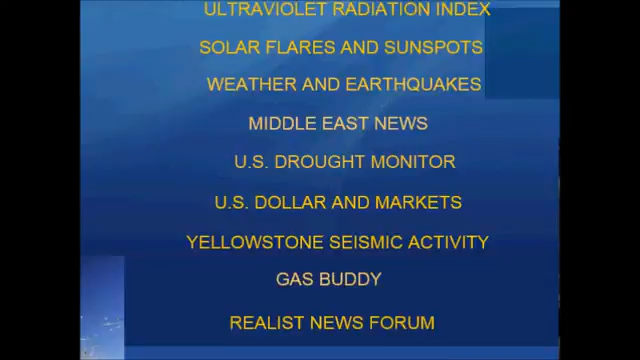 ULTRAVIOLET RADIATION INDEX
SOLAR FLARES AND SUNSPOTS
WEATHER AND EARTHQUAKES
MIDDLE EAST NEWS
U.S. DROUGHT MONITOR
U.S. DOLLAR AND MARKETS
YELLOWSTONE SEISMIC ACTIVITY
GAS BUDDY
REALIST NEWS FORUM